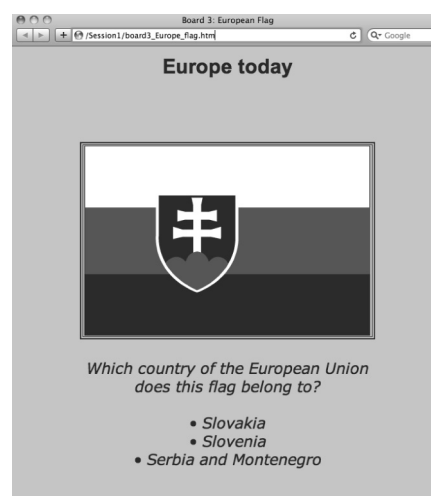 Board 3: European Flag
/Session1/board3_Europe_flag.htm
Google
Europe today
Which country of the European Union
does this flag belong to?
• Slovakia
• Slovenia
• Serbia and Montenegro